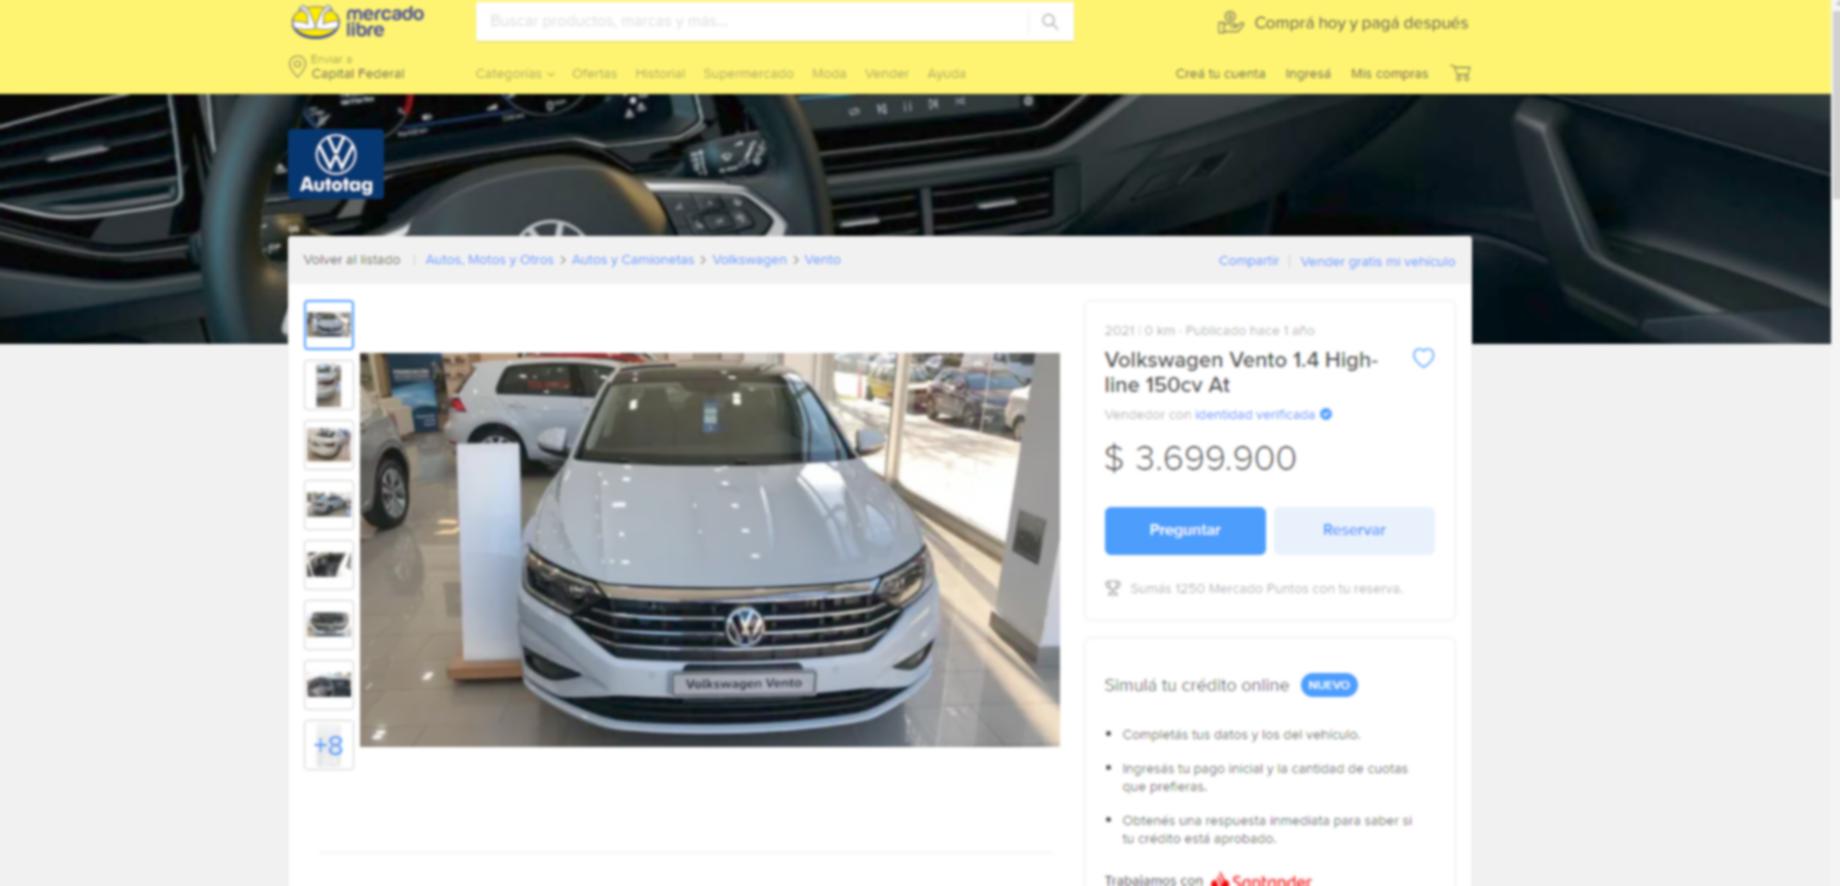 mercado
libre
Buscar productos, marcas y más...
Comprá hoy y pagá después
Enviar a
Capital Federal
Categorías Ofertas Historial Supermercado Moda Vender Ayuda
Creá tu cuenta Ingresá Mis compras
Autotag
Volver al listado | Autos, Motos y Otros > Autos y Camionetas > Volkswagen > Vento
Compartir | Vender gratis mi vehículo
2021 | 0 km · Publicado hace 1 año
Volkswagen Vento 1.4 High-
line 150cv At
Vendedor con identidad verificada
$ 3.699.900
Preguntar Reservar
Sumás 1250 Mercado Puntos con tu reserva.
Volkswagen Vento
+8
Simulá tu crédito online NUEVO
• Completás tus datos y los del vehículo.
• Ingresás tu pago inicial y la cantidad de cuotas
que prefieras.
• Obtenés una respuesta inmediata para saber si
tu crédito está aprobado.
Trabajamos con Santander